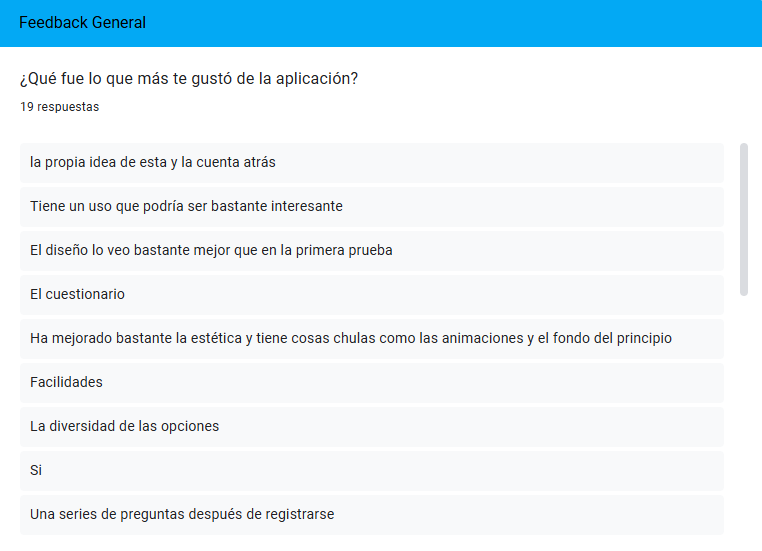 Feedback General
¿Qué fue lo que más te gustó de la aplicación?
19 respuestas
la propia idea de esta y la cuenta atrás
Tiene un uso que podría ser bastante interesante
El diseño lo veo bastante mejor que en la primera prueba
El cuestionario
Ha mejorado bastante la estética y tiene cosas chulas como las animaciones y el fondo del principio
Facilidades
La diversidad de las opciones
Si
Una series de preguntas después de registrarse